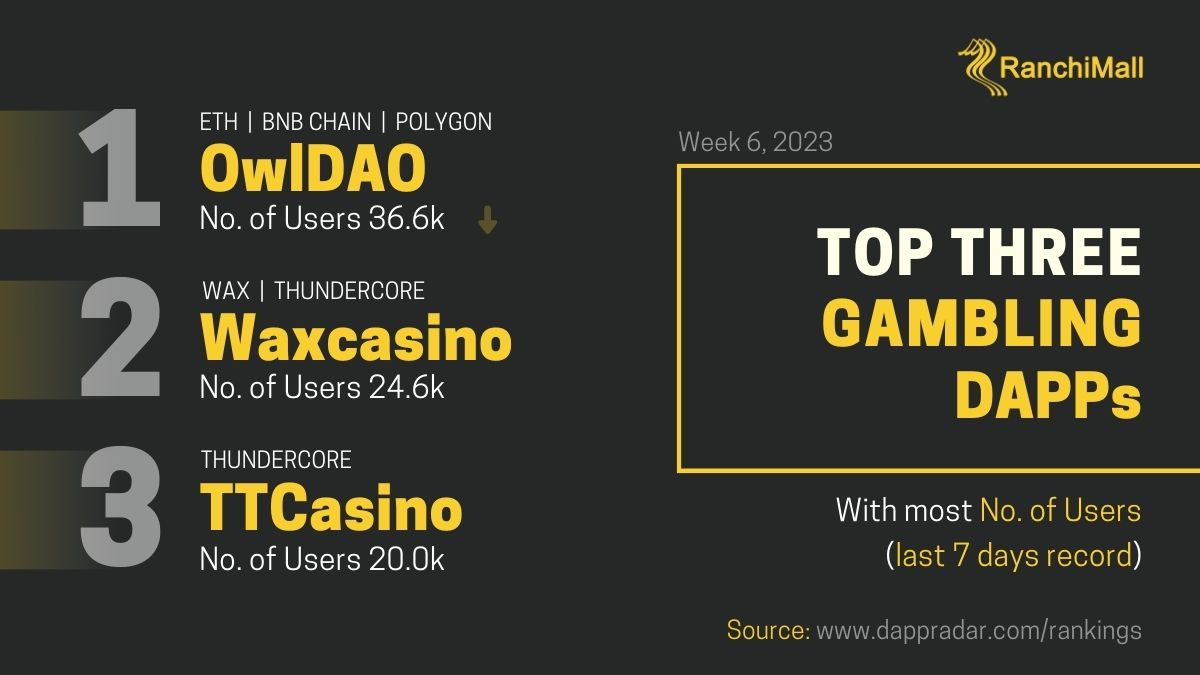 RanchiMall
1
ETH | BNB CHAIN | POLYGON
OwlDAO
No. of Users 36.6k
2
WAX | THUNDERCORE
Waxcasino
No. of Users 24.6k
3
THUNDERCORE
TTCasino
No. of Users 20.0k
Week 6, 2023
TOP THREE
GAMBLING
DAPPs
With most No. of Users
(last 7 days record)
Source: www.dappradar.com/rankings